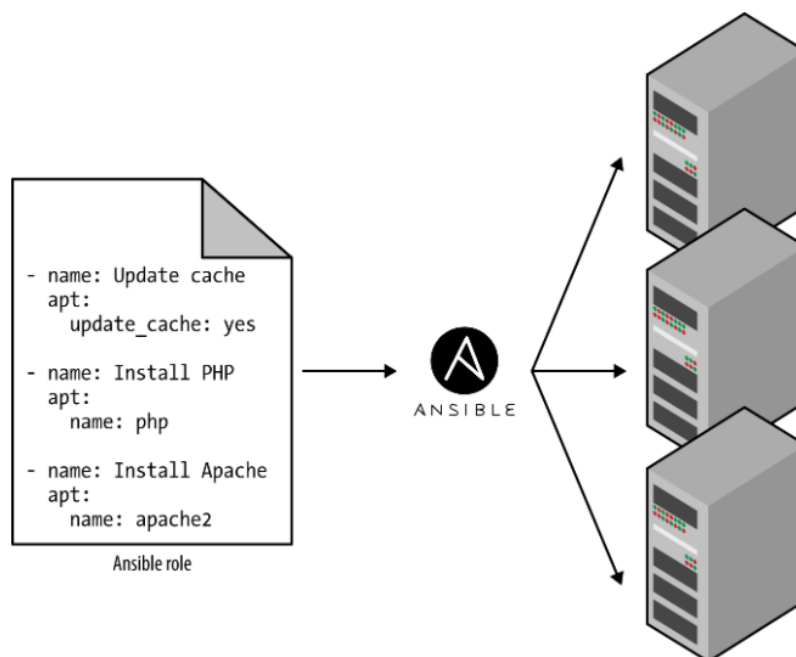 - name: Update cache
  apt:
    update_cache: yes
- name: Install PHP
  apt:
    name: php
- name: Install Apache
  apt:
    name: apache2
Ansible role
ANSIBLE